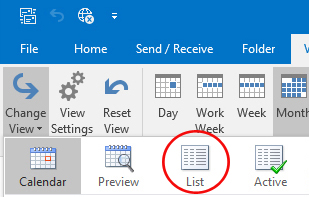 File Home Send / Receive Folder V
Change View Reset Day Work Week Month
View Settings View Week
Calendar Preview List Active